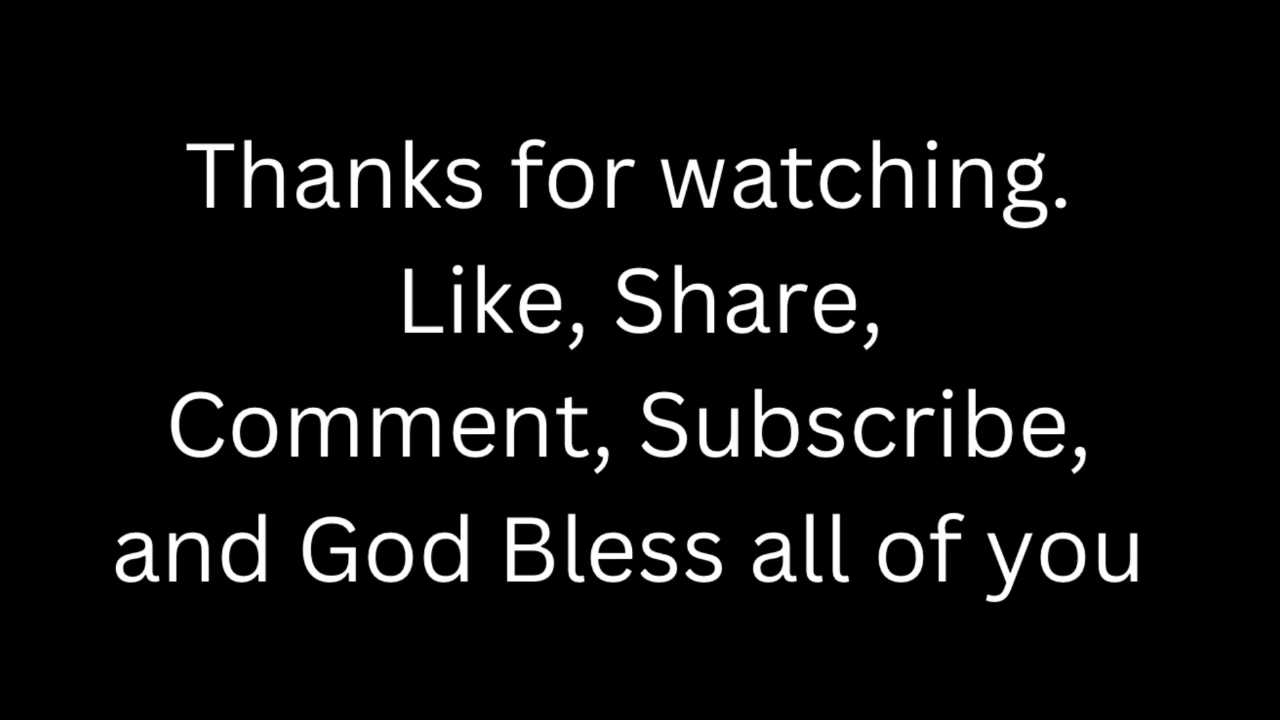 Thanks for watching.
Like, Share,
Comment, Subscribe,
and God Bless all of you